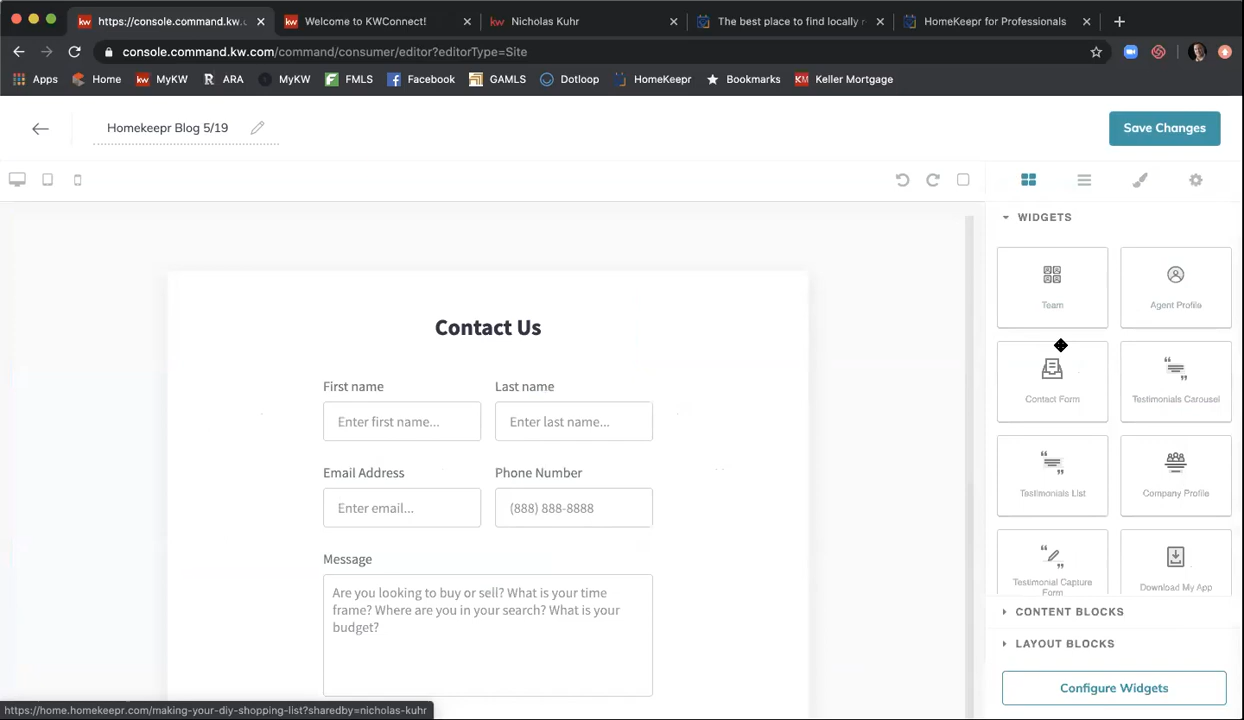 https://console.command.kw.u
Welcome to KWConnect!
Nicholas Kuhr
The best place to find locally r
HomeKeepr for Professionals
console.command.kw.com/command/consumer/editor?editorType=Site
Apps
Home
MyKW
ARA
MyKW
FMLS
Facebook
GAMLS
Dotloop
HomeKeepr
Bookmarks
Keller Mortgage
Homekeepr Blog 5/19
Save Changes
WIDGETS
Team
Agent Profile
Contact Form
Testimonials Carousel
Testimonials List
Company Profile
Testimonial Capture
Form
Download My App
CONTENT BLOCKS
LAYOUT BLOCKS
Configure Widgets
Contact Us
First name
Last name
Enter first name...
Enter last name...
Email Address
Phone Number
Enter email...
(888) 888-8888
Message
Are you looking to buy or sell? What is your time
frame? Where are you in your search? What is your
budget?
https://home.homekeepr.com/making-your-diy-shopping-list?sharedby=nicholas-kuhr